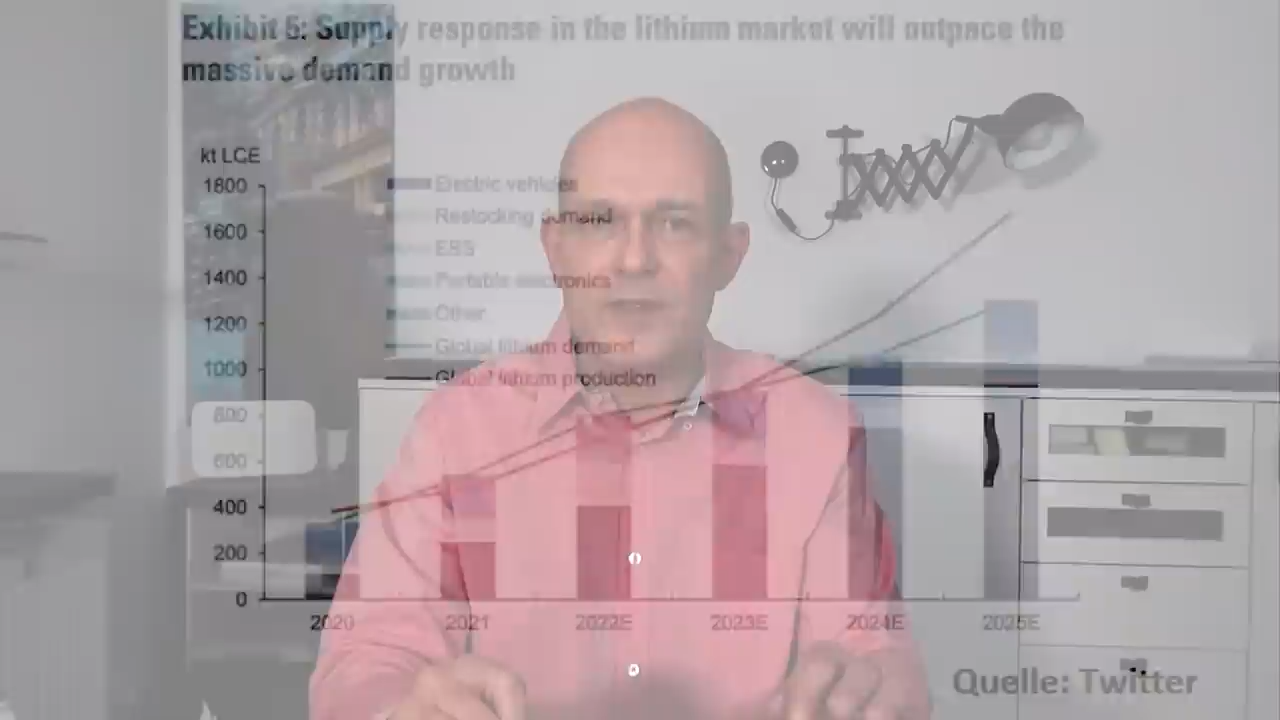 Exhibit 5: Supply response in the lithium market will outpace the
massive demand growth
kt LCE
1800
1600
1400
1200
1000
800
600
400
200
0
Electric vehicles
Restocking demand
ESS
Portable electronics
Other
Global lithium demand
Global lithium production
2020
2021
2022E
2023E
2024E
2025E
Quelle: Twitter